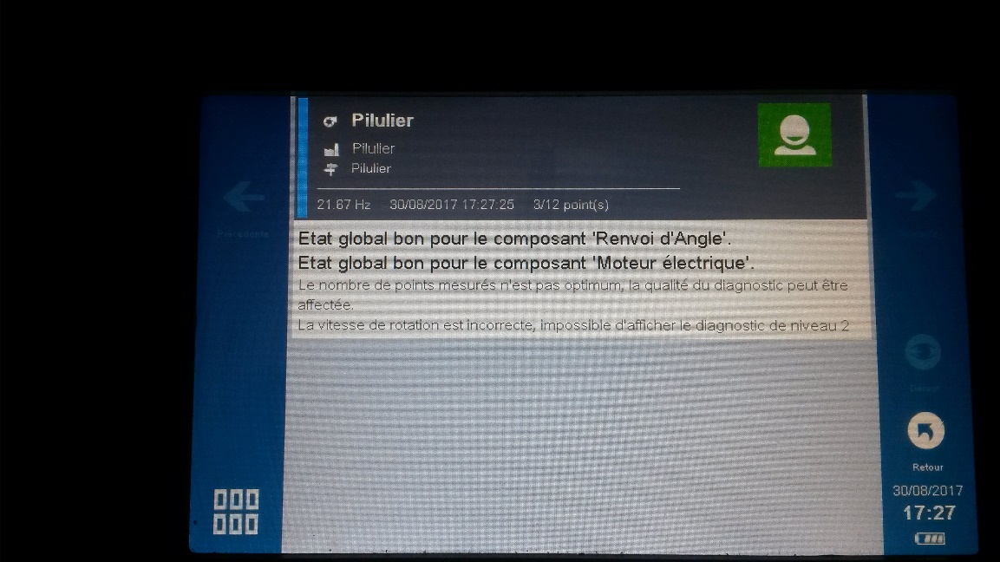 Pilulier
Pilulier
Pilulier
21.67 Hz 30/08/2017 17:27:25 3/12 point(s)
Précédente
Etat global bon pour le composant 'Renvoi d'Angle'.
Etat global bon pour le composant 'Moteur électrique'.
Le nombre de points mesurés n'est pas optimum, la qualité du diagnostic peut être
affectée.
La vitesse de rotation est incorrecte, impossible d'afficher le diagnostic de niveau 2
Retour
30/08/2017
17:27